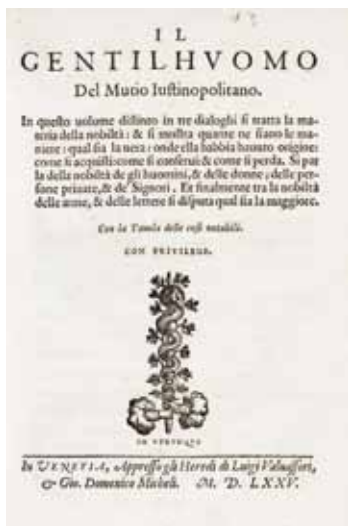 IL
GENTILHVOMO
Del Mutio Iustinopolitano.
In questo uolume distinto in tre dialoghi si tratta la ma-
teria della nobiltà: & si mostra quante ne siano le ma-
niere: qual sia la uera: onde ella habbia hauuto origine:
come si acquisti: come si conserui: & come si perda. Si par
la della nobiltà de gli huomini, & delle donne; delle per-
sone priuate, & de' Signori. Et finalmente tra la nobiltà
delle arme, & delle lettere si disputa qual sia la maggiore.
Con la Tauola delle cose notabili.
CON PRIVILEGIO.
In VENETIA, Appresso gli Heredi di Luigi Valuassori,
& Gio. Domenico Micheli. M. D. LXXV.